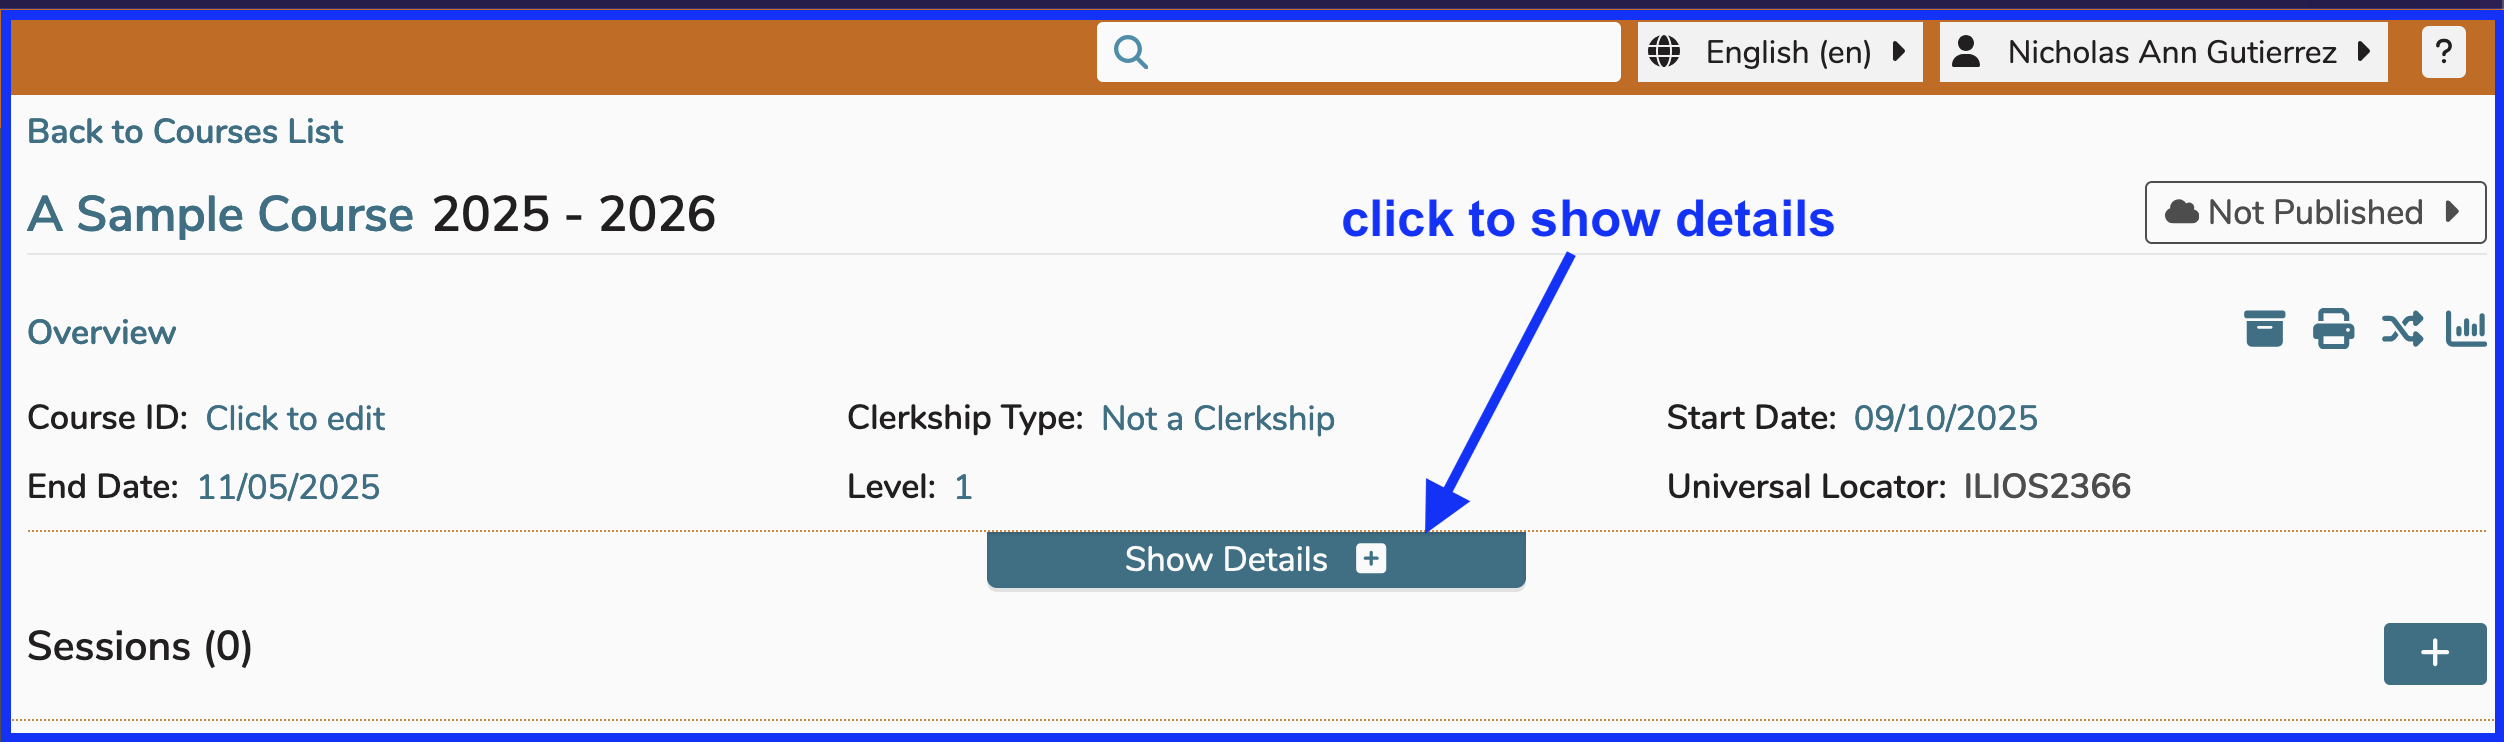 English (en)
Nicholas Ann Gutierrez
?
Back to Courses List
A Sample Course 2025 - 2026
click to show details
Not Published
Overview
Course ID: Click to edit
Clerkship Type: Not a Clerkship
Start Date: 09/10/2025
End Date: 11/05/2025
Level: 1
Universal Locator: ILIOS2366
Show Details
Sessions (0)